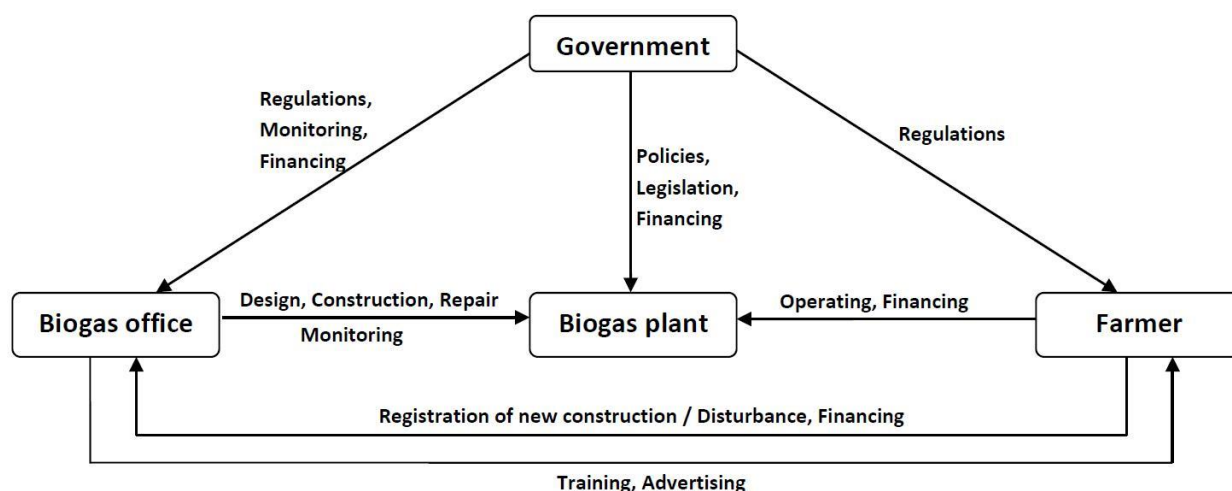 Government
Regulations,
Monitoring,
Financing
Policies,
Legislation,
Financing
Regulations
Biogas office
Design, Construction, Repair
Monitoring
Biogas plant
Operating, Financing
Farmer
Registration of new construction / Disturbance, Financing
Training, Advertising